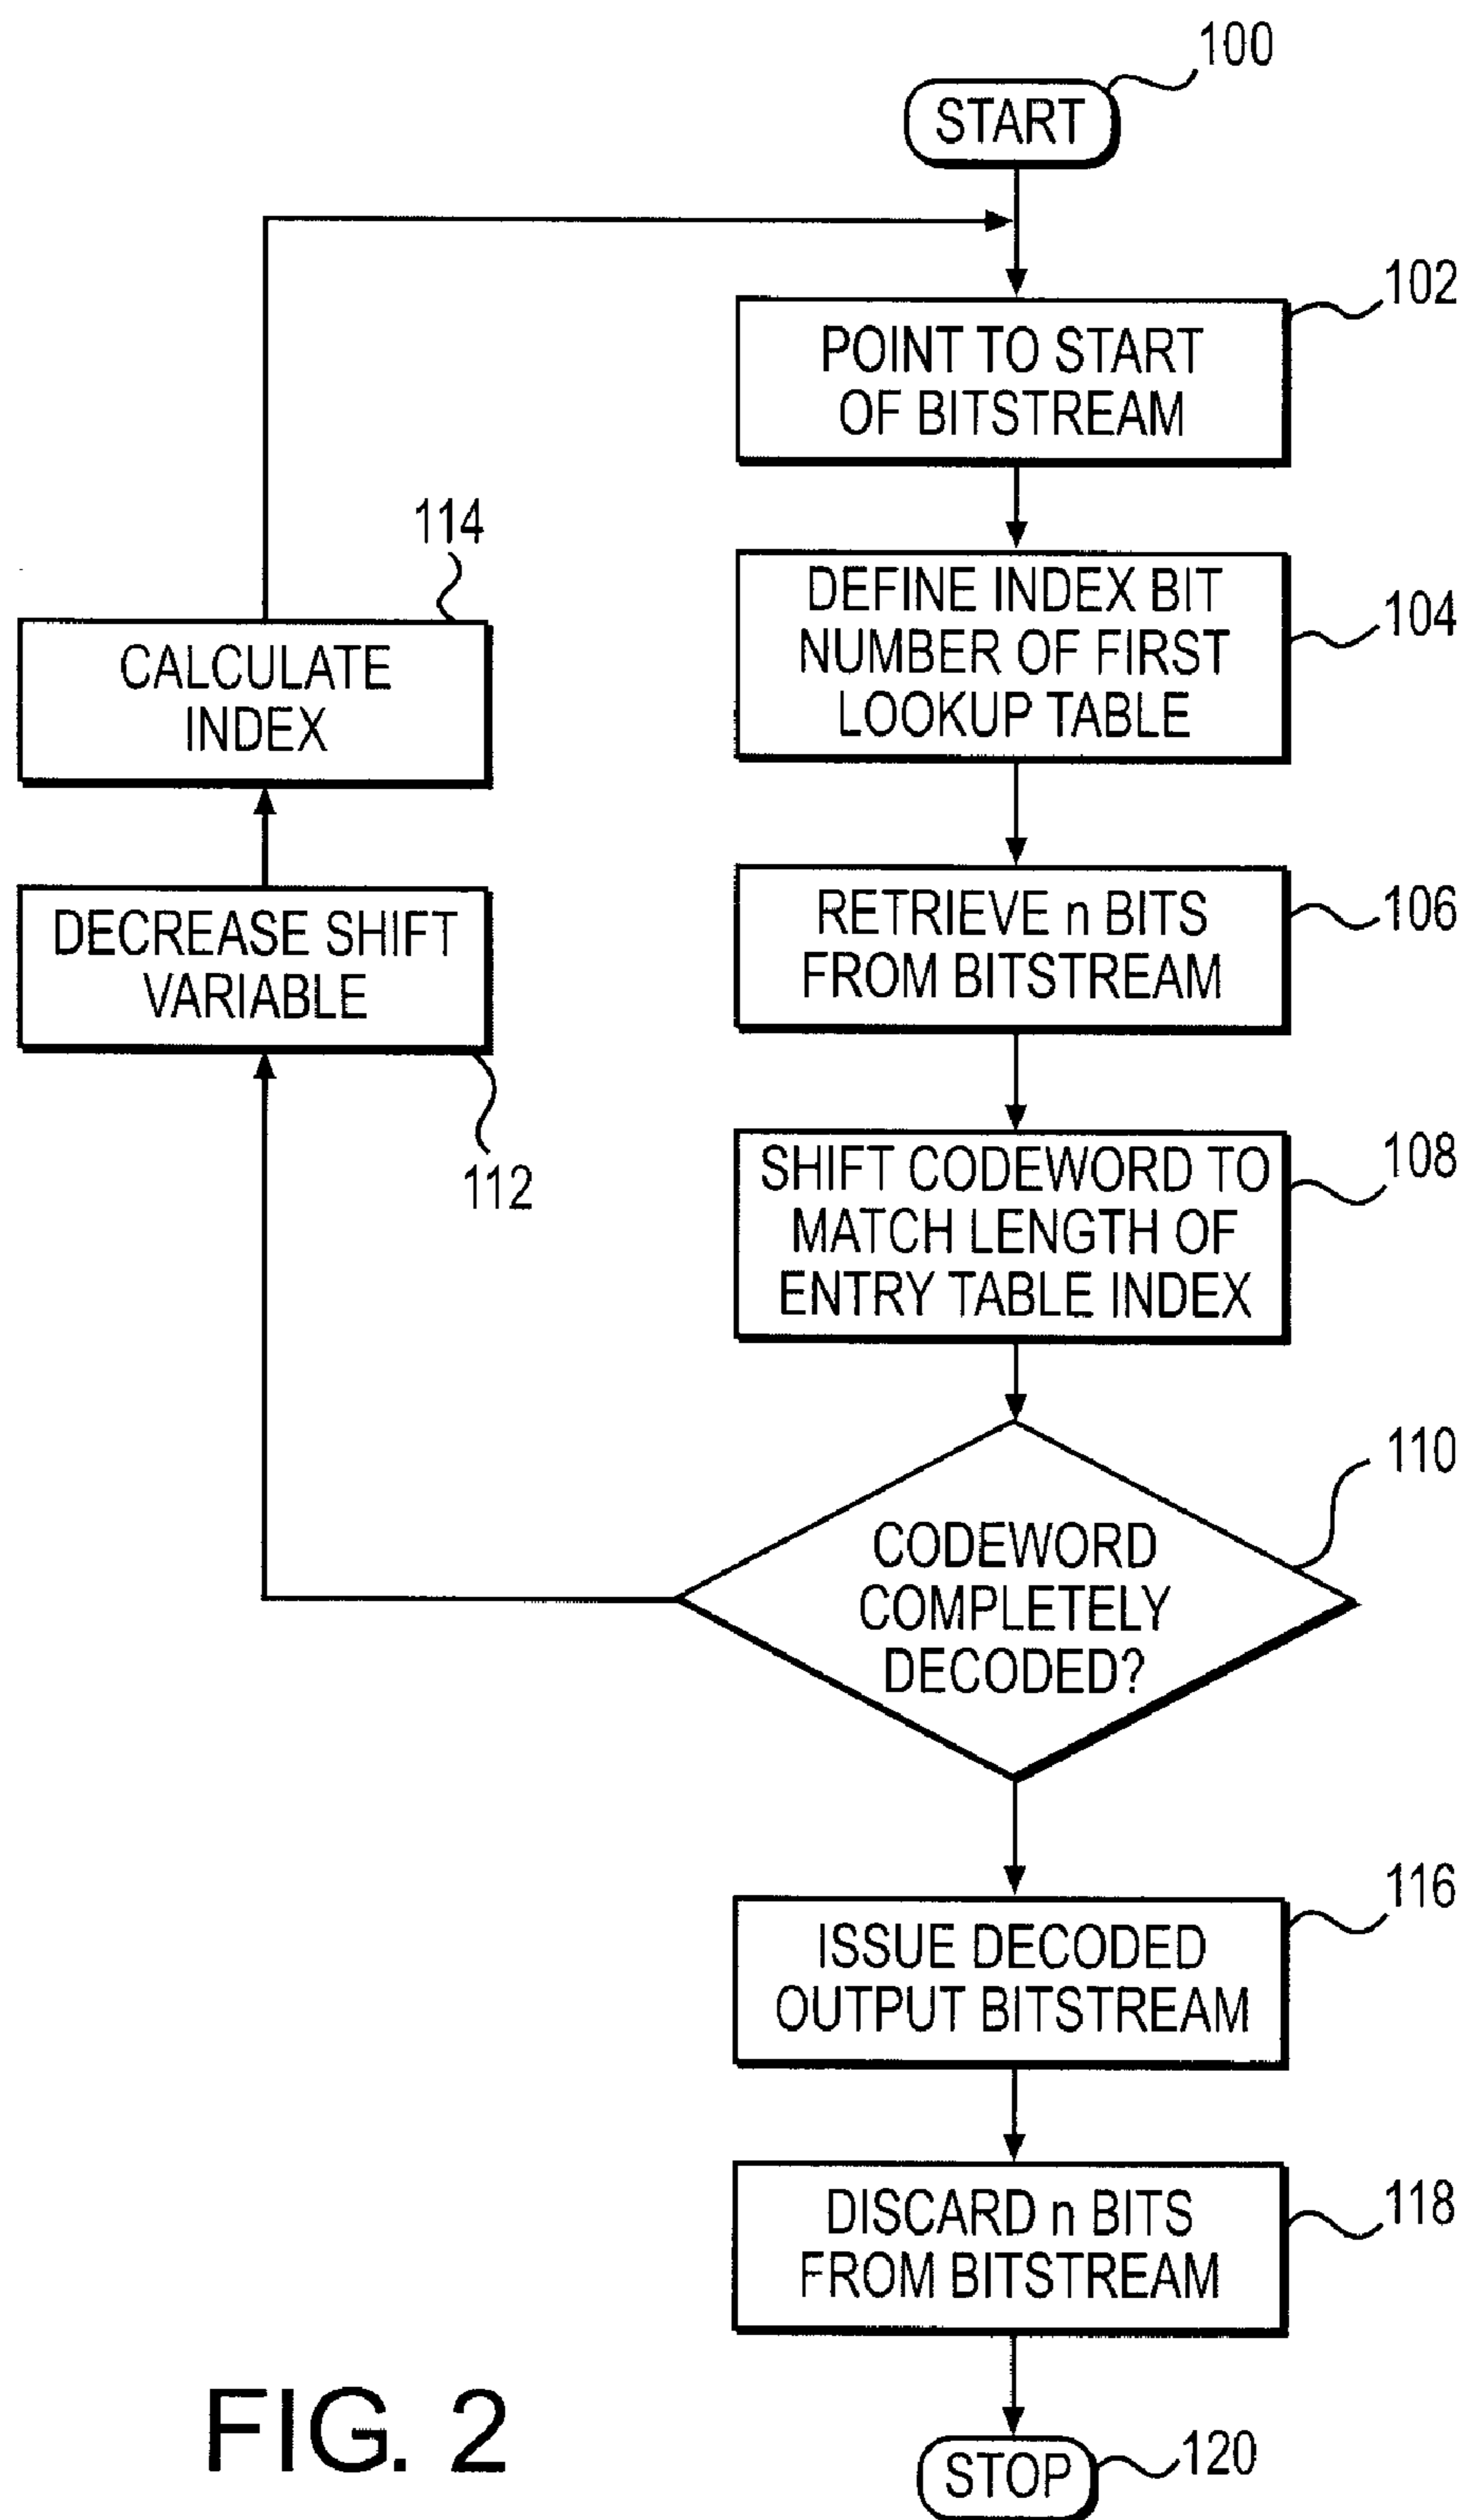 100
START
102
POINT TO START
OF BITSTREAM
104
DEFINE INDEX BIT
NUMBER OF FIRST
LOOKUP TABLE
114
CALCULATE
INDEX
106
RETRIEVE n BITS
FROM BITSTREAM
DECREASE SHIFT
VARIABLE
112
108
SHIFT CODEWORD TO
MATCH LENGTH OF
ENTRY TABLE INDEX
110
CODEWORD
COMPLETELY
DECODED?
116
ISSUE DECODED
OUTPUT BITSTREAM
118
DISCARD n BITS
FROM BITSTREAM
120
STOP
FIG. 2